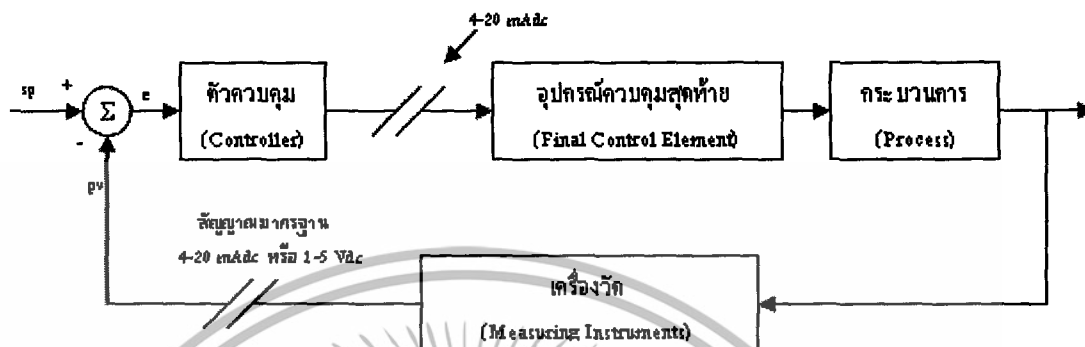 4-20 mAdc
sp
+
Σ
e
-
pv
ตัวควบคุม
(Controller)
อุปกรณ์ควบคุมสุดท้าย
(Final Control Element)
กระบวนการ
(Process)
สัญญาณมาตรฐาน
4-20 mAdc หรือ 1-5 Vdc
เครื่องวัด
(Measuring Instruments)